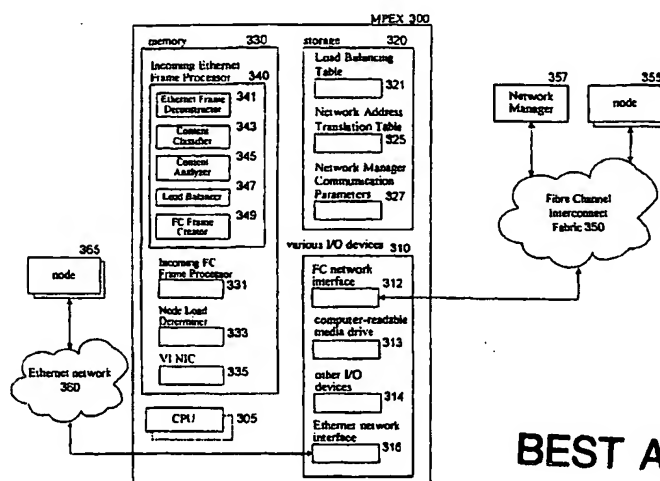 MPEX 300
memory 330
Incoming Ethernet
Frame Processor 340
Ethernet Frame
Deconstructor 341
Content
Classifier 343
Content
Analyzer 345
Load Balancer 347
FC Frame
Creator 349
Incoming FC
Frame Processor
331
Node Load
Determiner
333
VI NIC
335
CPU 305
storage 320
Load Balancing
Table
321
Network Address
Translation Table
325
Network Manager
Communication
Parameters
327
various I/O devices 310
FC network
interface
312
computer-readable
media drive
313
other I/O
devices
314
Ethernet network
interface
316
357
Network
Manager
355
node
Fibre Channel
Interconnect
Fabric 350
365
node
Ethernet network
360
BEST A